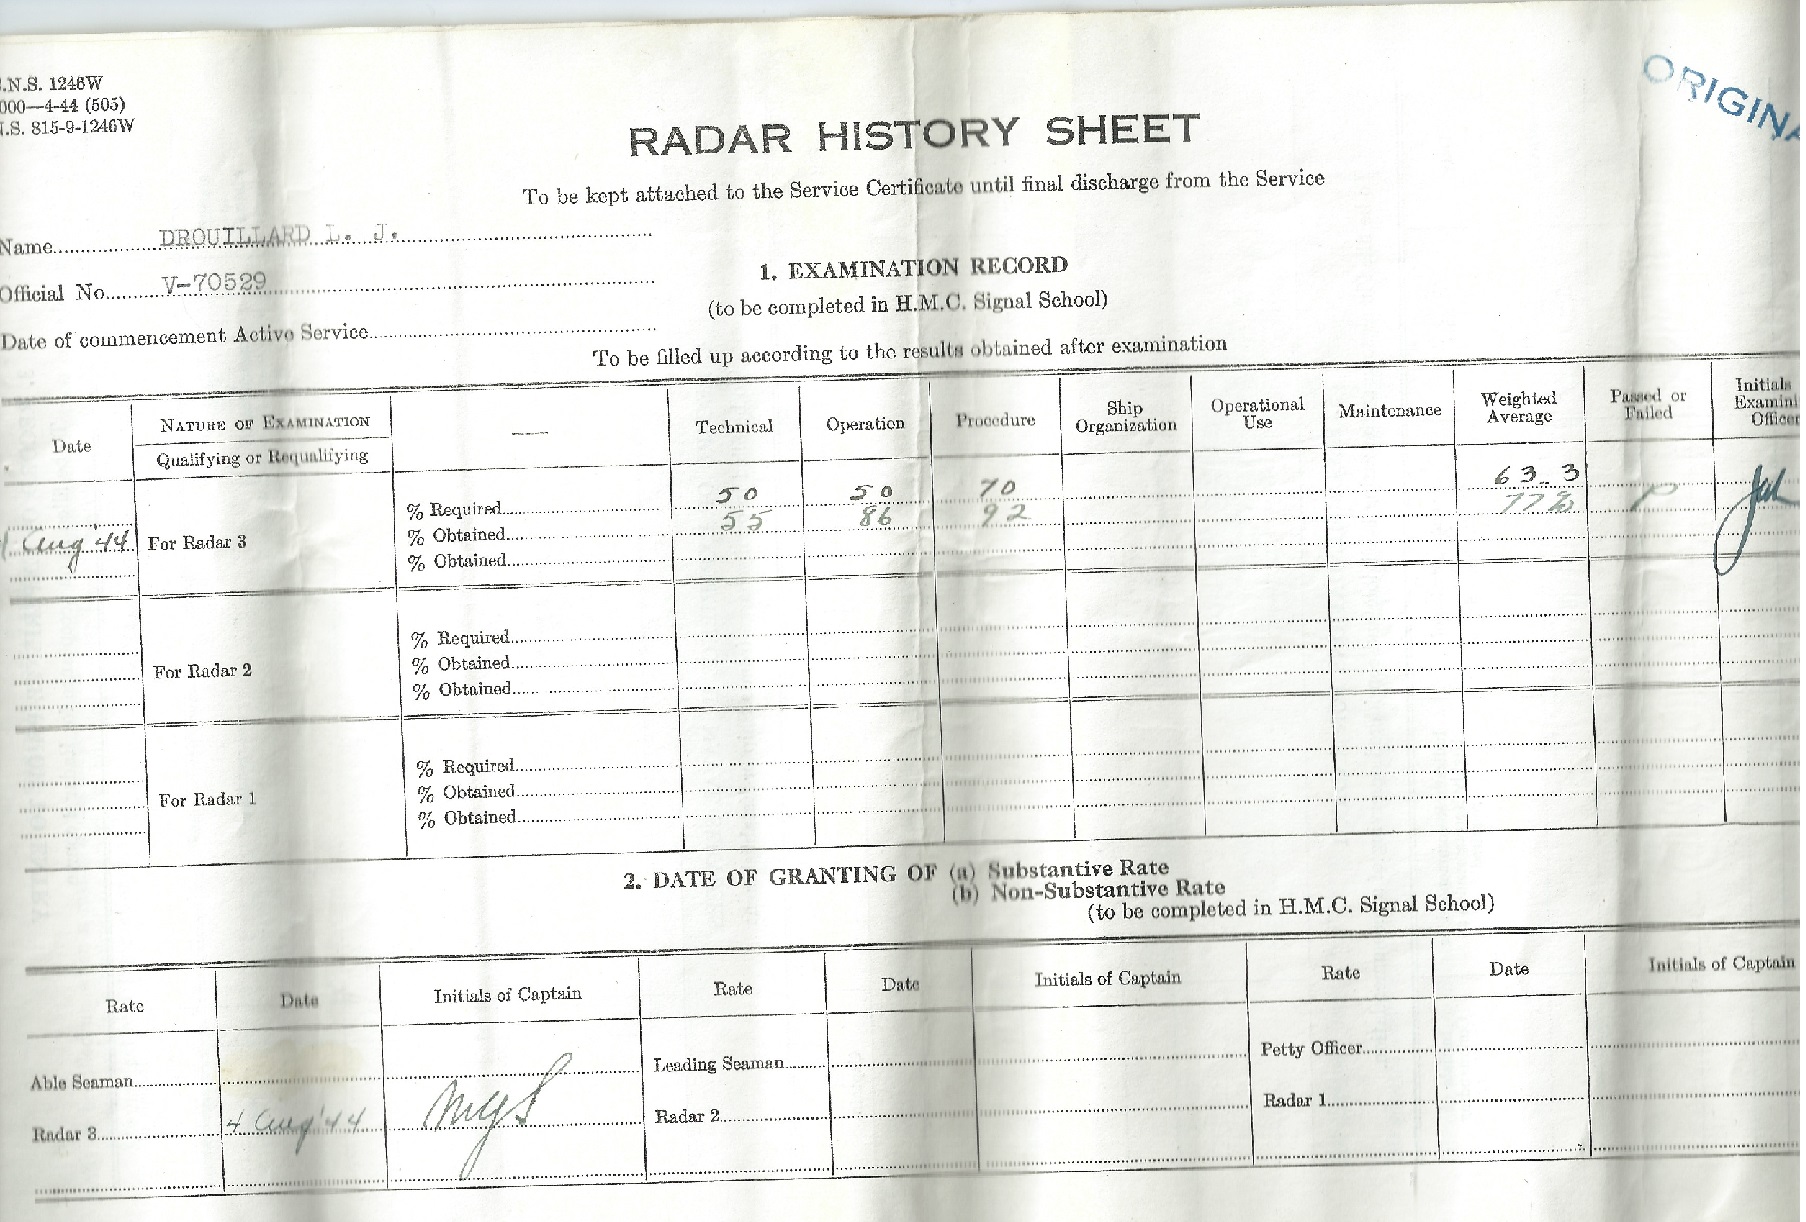 .N.S. 1246W
000—4-44 (505)
.S. 815-9-1246W
ORIGINA
RADAR HISTORY SHEET
To be kept attached to the Service Certificate until final discharge from the Service
Name DROUILLARD L. J.
Official No. V-70529
Date of commencement Active Service
1. EXAMINATION RECORD
(to be completed in H.M.C. Signal School)
To be filled up according to the results obtained after examination
Date
NATURE OF EXAMINATION
Qualifying or Requalifying
—
Technical
Operation
Procedure
Ship Organization
Operational Use
Maintenance
Weighted Average
Passed or Failed
Initials Examini Officer
Aug '44 For Radar 3
% Required 50 50 70 63.3
% Obtained 55 86 92 77% P
% Obtained
For Radar 2
% Required
% Obtained
% Obtained
For Radar 1
% Required
% Obtained
% Obtained
2. DATE OF GRANTING OF (a) Substantive Rate
(b) Non-Substantive Rate
(to be completed in H.M.C. Signal School)
Rate Date Initials of Captain Rate Date Initials of Captain Rate Date Initials of Captain
Able Seaman Leading Seaman Petty Officer
Radar 3 4 Aug '44 Radar 2 Radar 1